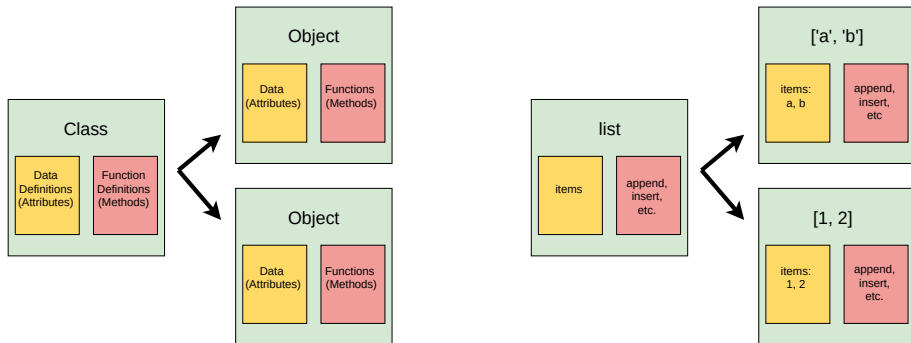 Object
Data
(Attributes)
Functions
(Methods)
Class
Data
Definitions
(Attributes)
Function
Definitions
(Methods)
Object
Data
(Attributes)
Functions
(Methods)
['a', 'b']
items:
a, b
append,
insert,
etc
list
items
append,
insert,
etc.
[1, 2]
items:
1, 2
append,
insert,
etc.